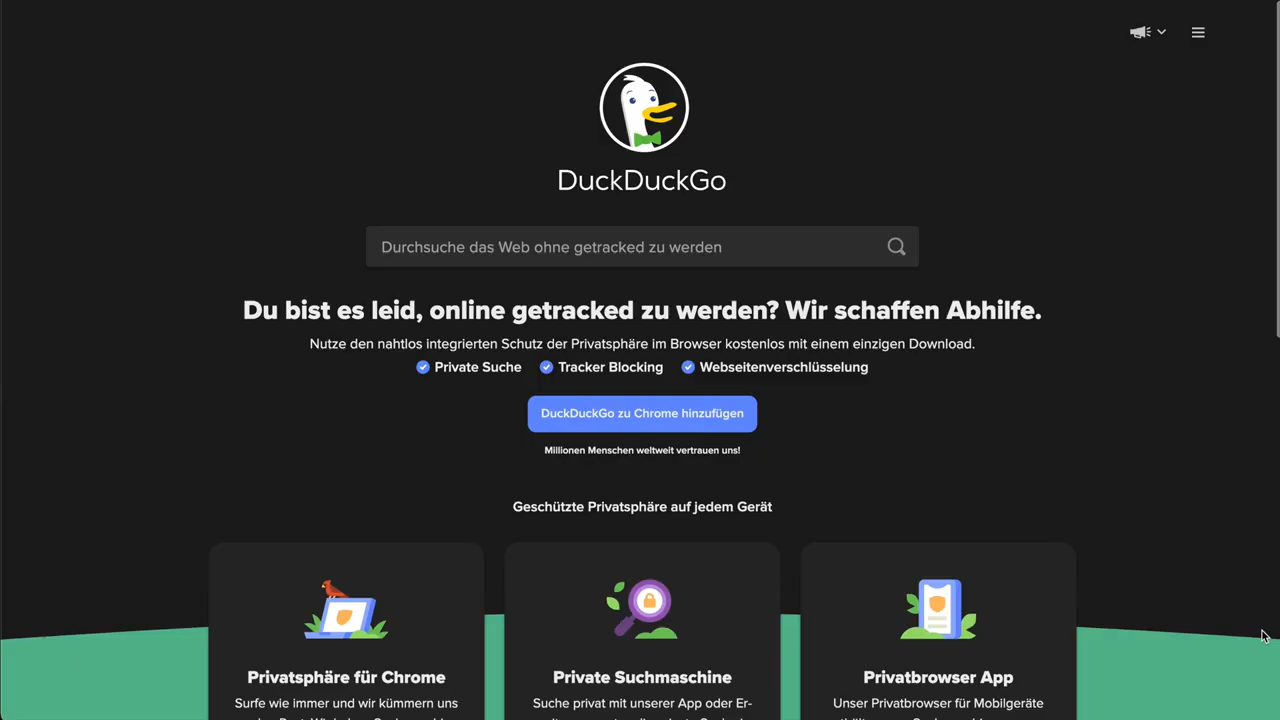 DuckDuckGo
Durchsuche das Web ohne getracked zu werden
Du bist es leid, online getracked zu werden? Wir schaffen Abhilfe.
Nutze den nahtlos integrierten Schutz der Privatsphäre im Browser kostenlos mit einem einzigen Download.
Private Suche Tracker Blocking Webseitenverschlüsselung
DuckDuckGo zu Chrome hinzufügen
Millionen Menschen weltweit vertrauen uns!
Geschützte Privatsphäre auf jedem Gerät
Privatsphäre für Chrome
Surfe wie immer und wir kümmern uns
Private Suchmaschine
Suche privat mit unserer App oder Er-
Privatbrowser App
Unser Privatbrowser für Mobilgeräte